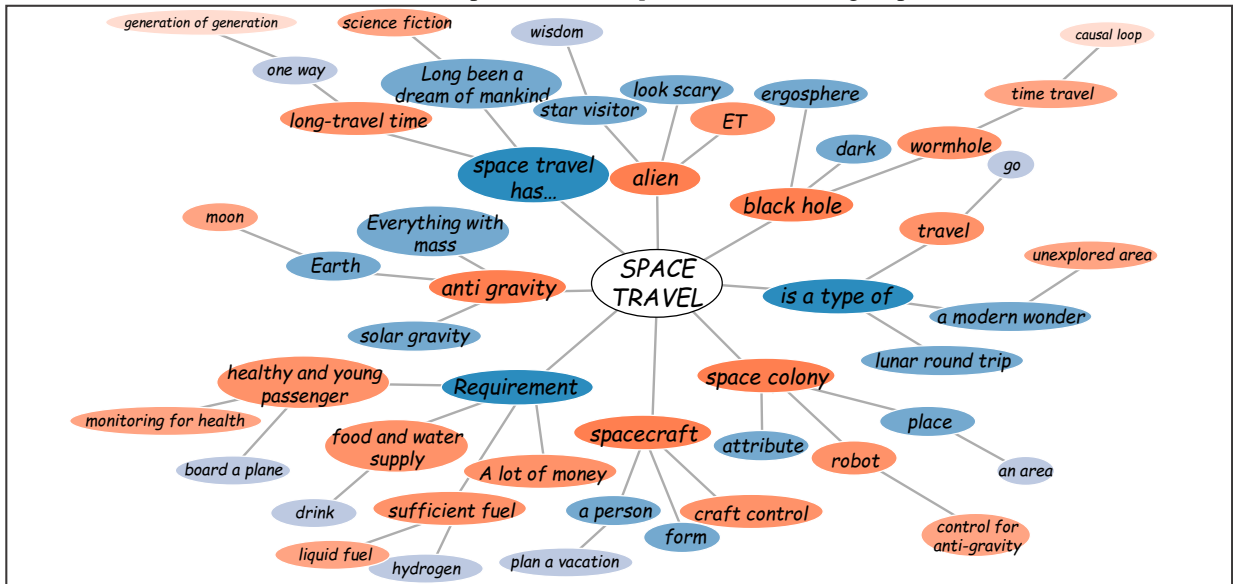 generation of generation
science fiction
wisdom
causal loop
one way
Long been a
dream of mankind
star visitor
look scary
ergosphere
time travel
long-travel time
ET
dark
wormhole
go
space travel
has…
alien
black hole
travel
moon
Everything with
mass
Earth
anti gravity
SPACE
TRAVEL
is a type of
unexplored area
a modern wonder
solar gravity
lunar round trip
healthy and young
passenger
Requirement
space colony
monitoring for health
food and water
supply
spacecraft
attribute
place
board a plane
A lot of money
robot
an area
drink
sufficient fuel
a person
craft control
form
control for
anti-gravity
liquid fuel
hydrogen
plan a vacation